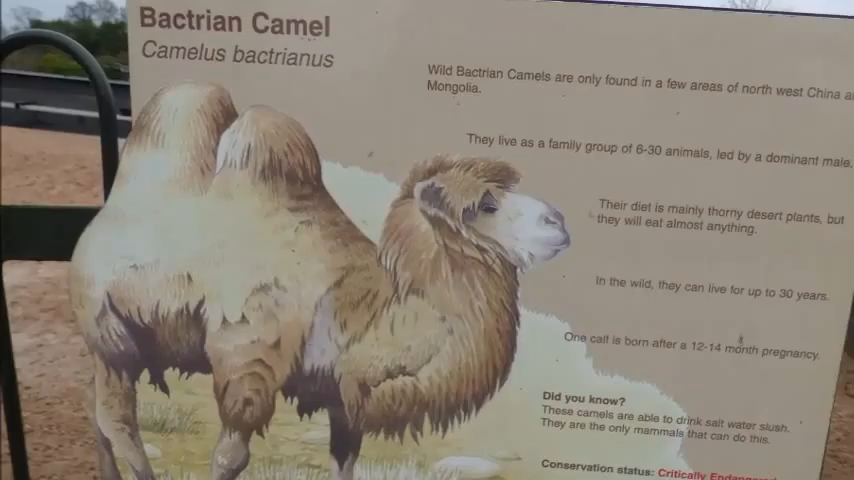 Bactrian Camel
Camelus bactrianus
Wild Bactrian Camels are only found in a few areas of north west China
Mongolia.
They live as a family group of 6-30 animals, led by a dominant male.
Their diet is mainly thorny desert plants, but
they will eat almost anything.
In the wild, they can live for up to 30 years.
One calf is born after a 12-14 month pregnancy.
Did you know?
These camels are able to drink salt water slush.
They are the only mammals that can do this.
Conservation status: Critically